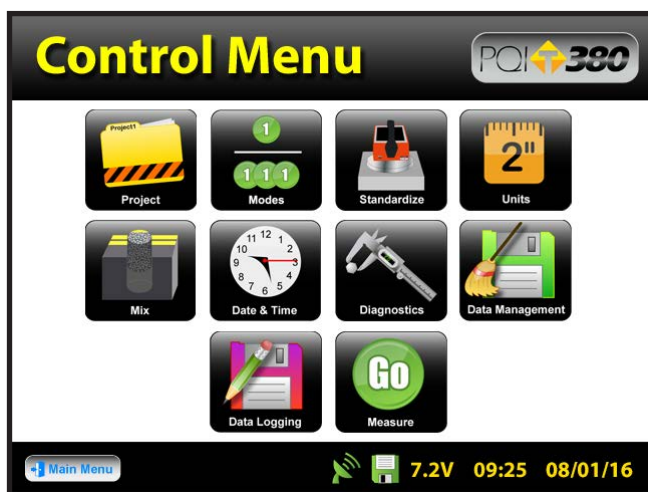 Control Menu
PQI T 380
Project1
1
1 1 1
2"
Project
Modes
Standardize
Units
11 12 1
10 2
9 3
8 4
7 6 5
Mix
Date & Time
Diagnostics
Data Management
Go
Data Logging
Measure
Main Menu
7.2V 09:25 08/01/16